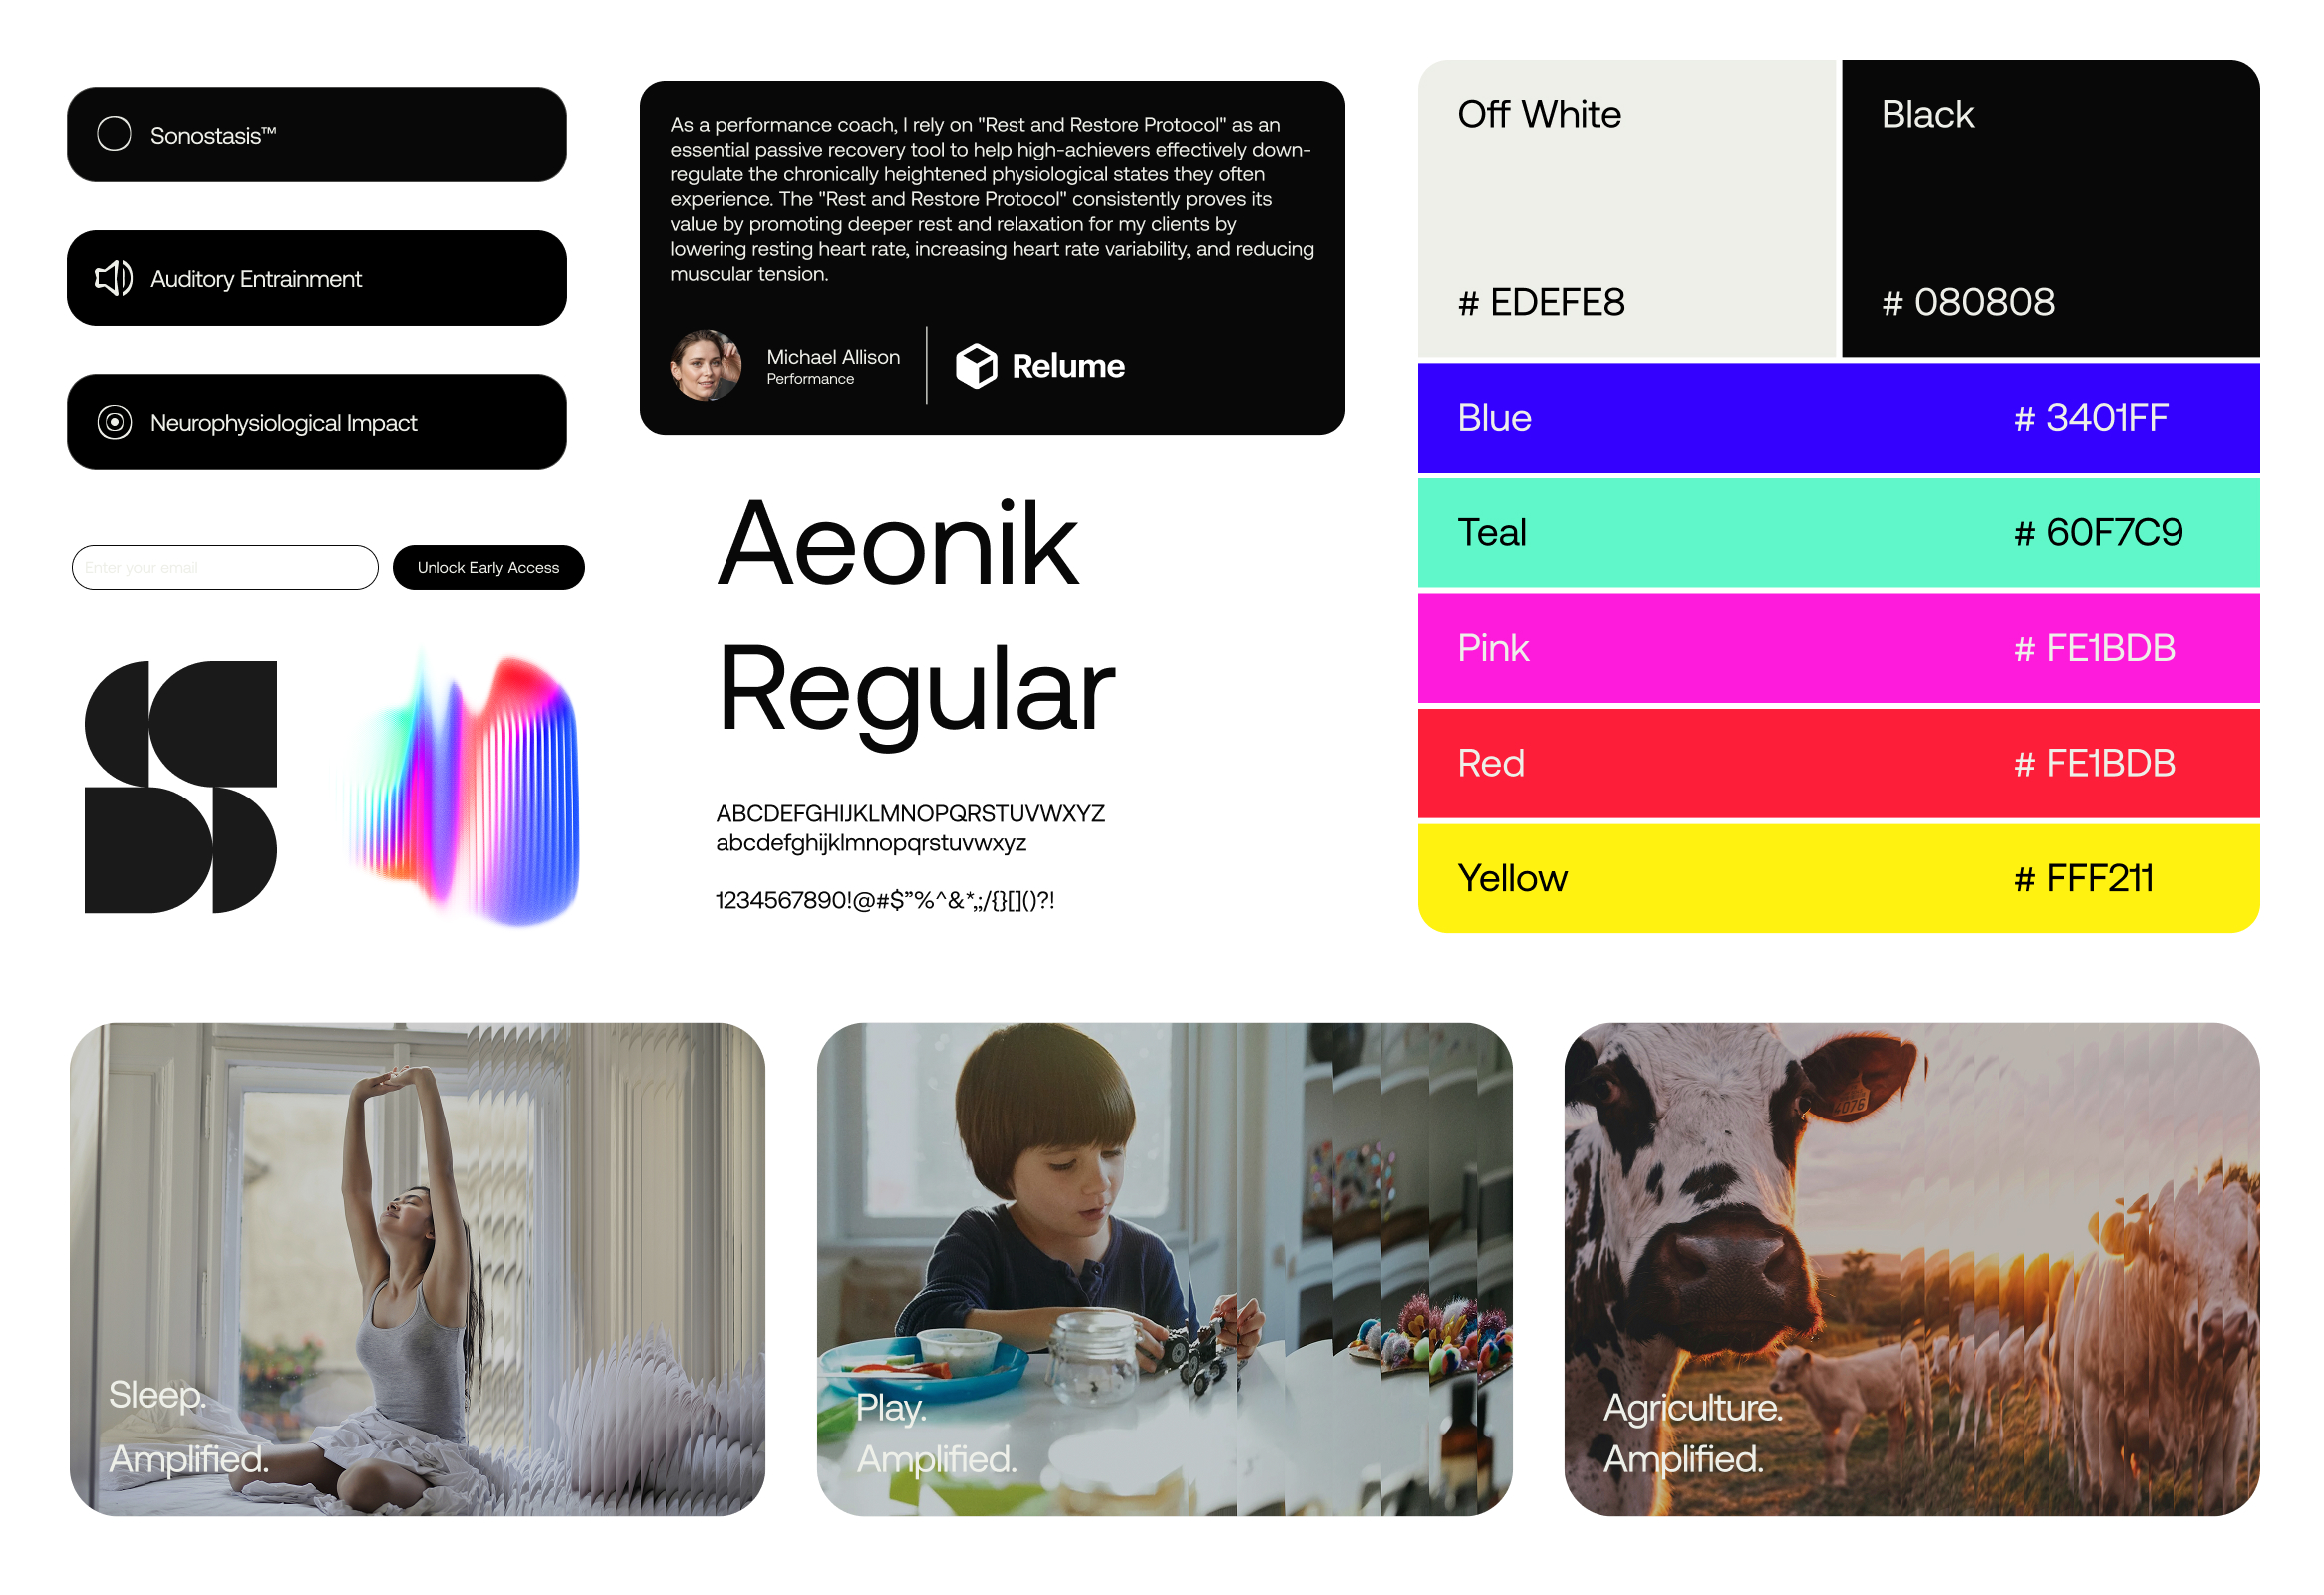 Sonostasis™
Auditory Entrainment
Neurophysiological Impact
Enter your email
Unlock Early Access
As a performance coach, I rely on "Rest and Restore Protocol" as an
essential passive recovery tool to help high-achievers effectively down-
regulate the chronically heightened physiological states they often
experience. The "Rest and Restore Protocol" consistently proves its
value by promoting deeper rest and relaxation for my clients by
lowering resting heart rate, increasing heart rate variability, and reducing
muscular tension.
Michael Allison
Performance
Relume
Aeonik
Regular
ABCDEFGHIJKLMNOPQRSTUVWXYZ
abcdefghijklmnopqrstuvwxyz
1234567890!@#$”%^&*,;/{}[]()?!
Off White
# EDEFE8
Black
# 080808
Blue
# 3401FF
Teal
# 60F7C9
Pink
# FE1BDB
Red
# FE1BDB
Yellow
# FFF211
Sleep.
Amplified.
Play.
Amplified.
4076
Agriculture.
Amplified.